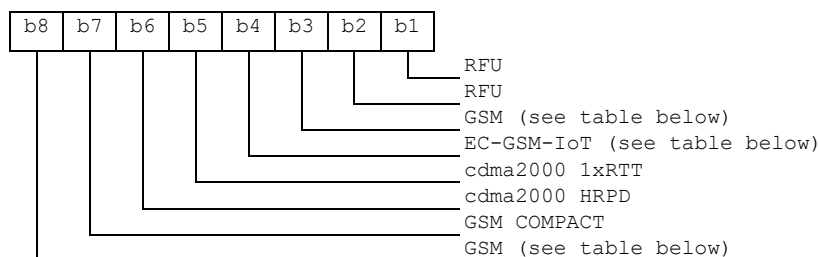 b8 b7 b6 b5 b4 b3 b2 b1
RFU
RFU
GSM (see table below)
EC-GSM-IoT (see table below)
cdma2000 1xRTT
cdma2000 HRPD
GSM COMPACT
GSM (see table below)